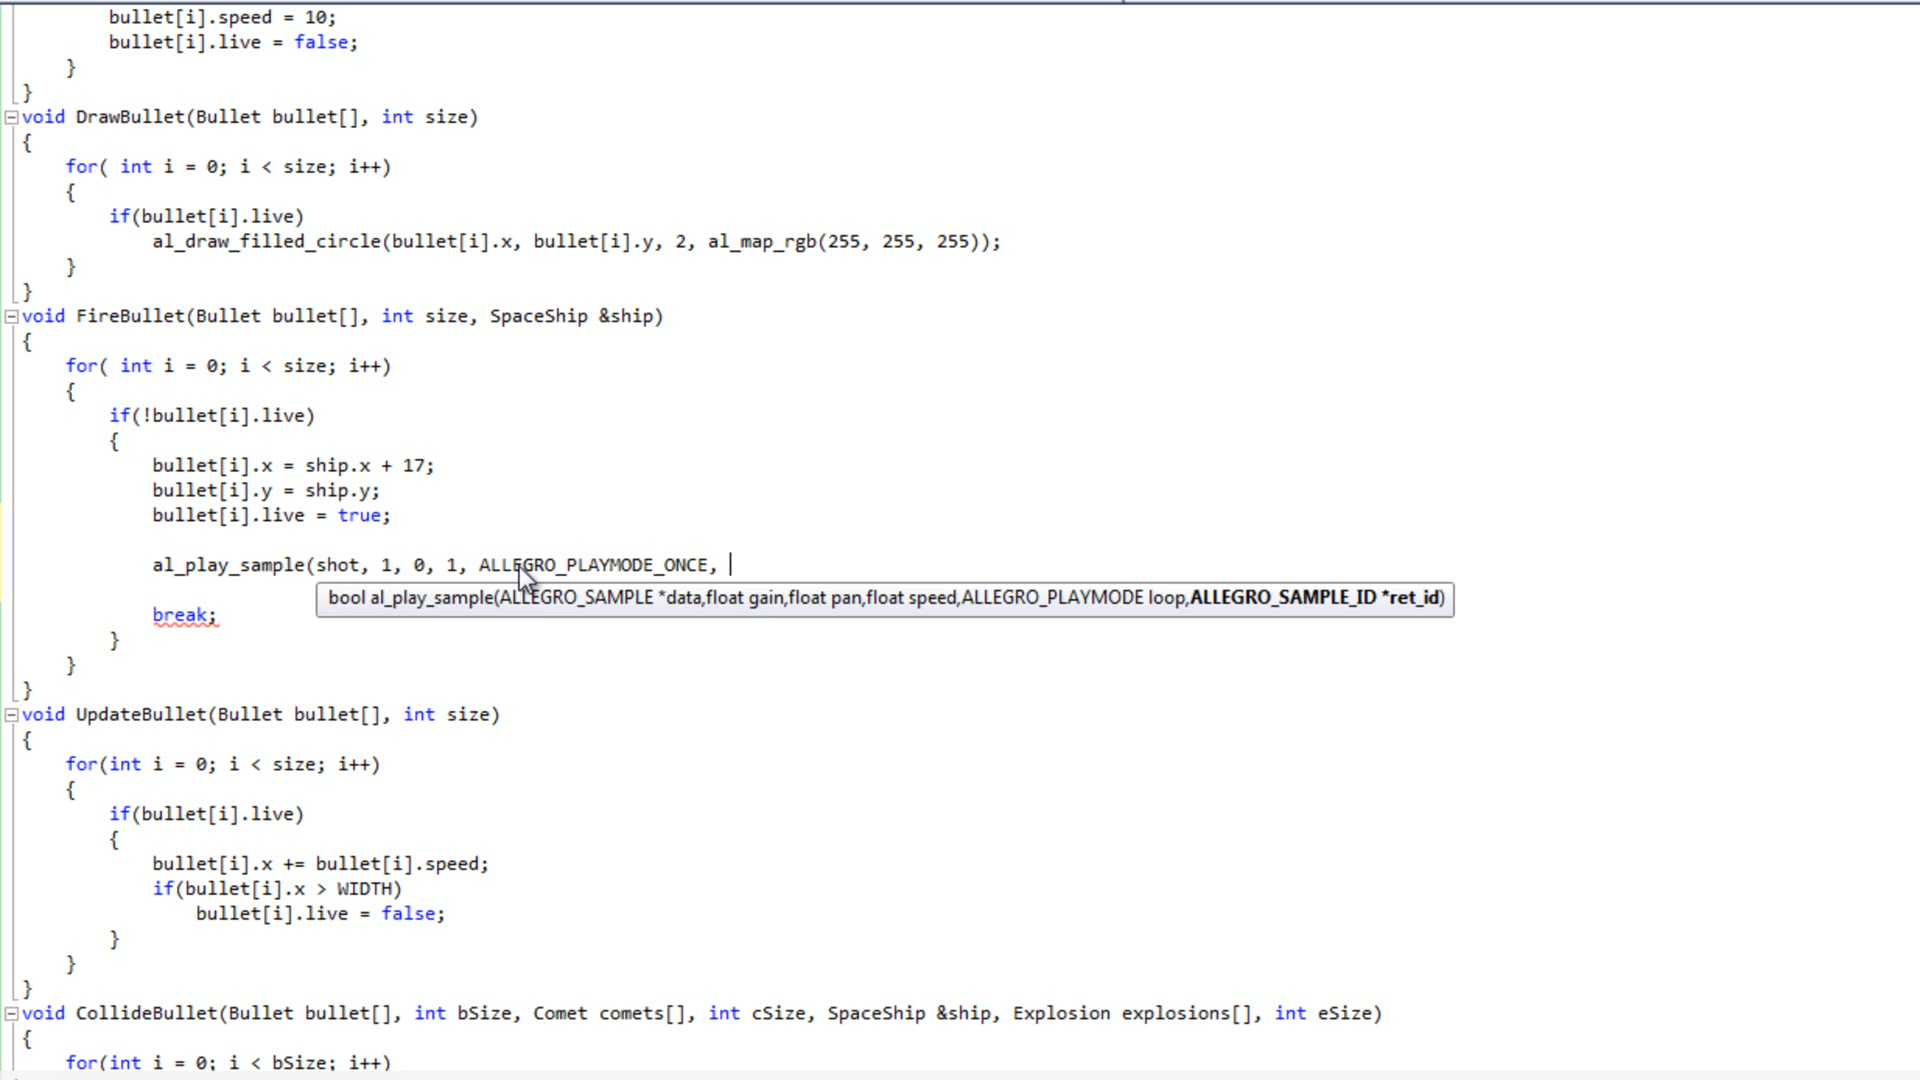 bullet[i].speed = 10;
bullet[i].live = false;
}
}
void DrawBullet(Bullet bullet[], int size)
{
for( int i = 0; i < size; i++)
{
if(bullet[i].live)
al_draw_filled_circle(bullet[i].x, bullet[i].y, 2, al_map_rgb(255, 255, 255));
}
}
void FireBullet(Bullet bullet[], int size, SpaceShip &ship)
{
for( int i = 0; i < size; i++)
{
if(!bullet[i].live)
{
bullet[i].x = ship.x + 17;
bullet[i].y = ship.y;
bullet[i].live = true;
al_play_sample(shot, 1, 0, 1, ALLEGRO_PLAYMODE_ONCE,
bool al_play_sample(ALLEGRO_SAMPLE *data,float gain,float pan,float speed,ALLEGRO_PLAYMODE loop,ALLEGRO_SAMPLE_ID *ret_id)
break;
}
}
}
void UpdateBullet(Bullet bullet[], int size)
{
for(int i = 0; i < size; i++)
{
if(bullet[i].live)
{
bullet[i].x += bullet[i].speed;
if(bullet[i].x > WIDTH)
bullet[i].live = false;
}
}
}
void CollideBullet(Bullet bullet[], int bSize, Comet comets[], int cSize, SpaceShip &ship, Explosion explosions[], int eSize)
{
for(int i = 0; i < bSize; i++)